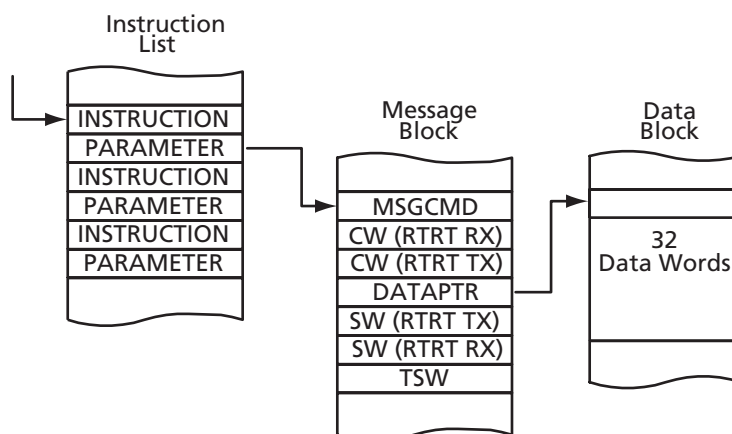 Instruction
List
INSTRUCTION
PARAMETER
INSTRUCTION
PARAMETER
INSTRUCTION
PARAMETER
Message
Block
MSGCMD
CW (RTRT RX)
CW (RTRT TX)
DATAPTR
SW (RTRT TX)
SW (RTRT RX)
TSW
Data
Block
32
Data Words